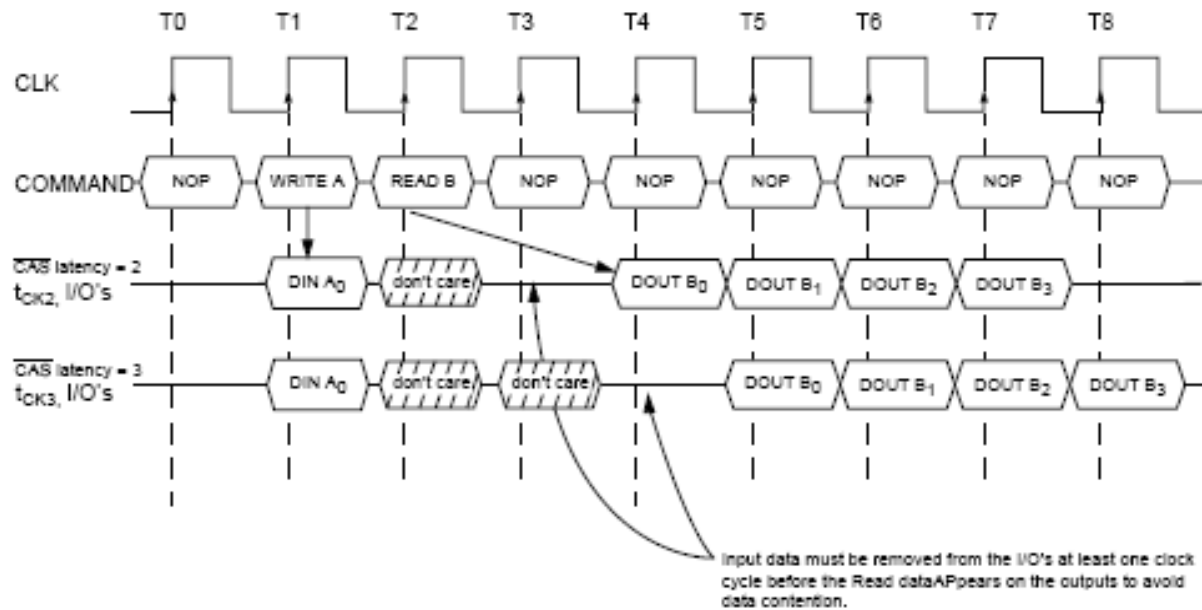 T0 T1 T2 T3 T4 T5 T6 T7 T8
CLK
COMMAND NOP WRITE A READ B NOP NOP NOP NOP NOP NOP
CAS latency = 2
tCK2, I/O's DIN A0 don't care DOUT B0 DOUT B1 DOUT B2 DOUT B3
CAS latency = 3
tCK3, I/O's DIN A0 don't care don't care DOUT B0 DOUT B1 DOUT B2 DOUT B3
Input data must be removed from the I/O's at least one clock
cycle before the Read dataAPpears on the outputs to avoid
data contention.